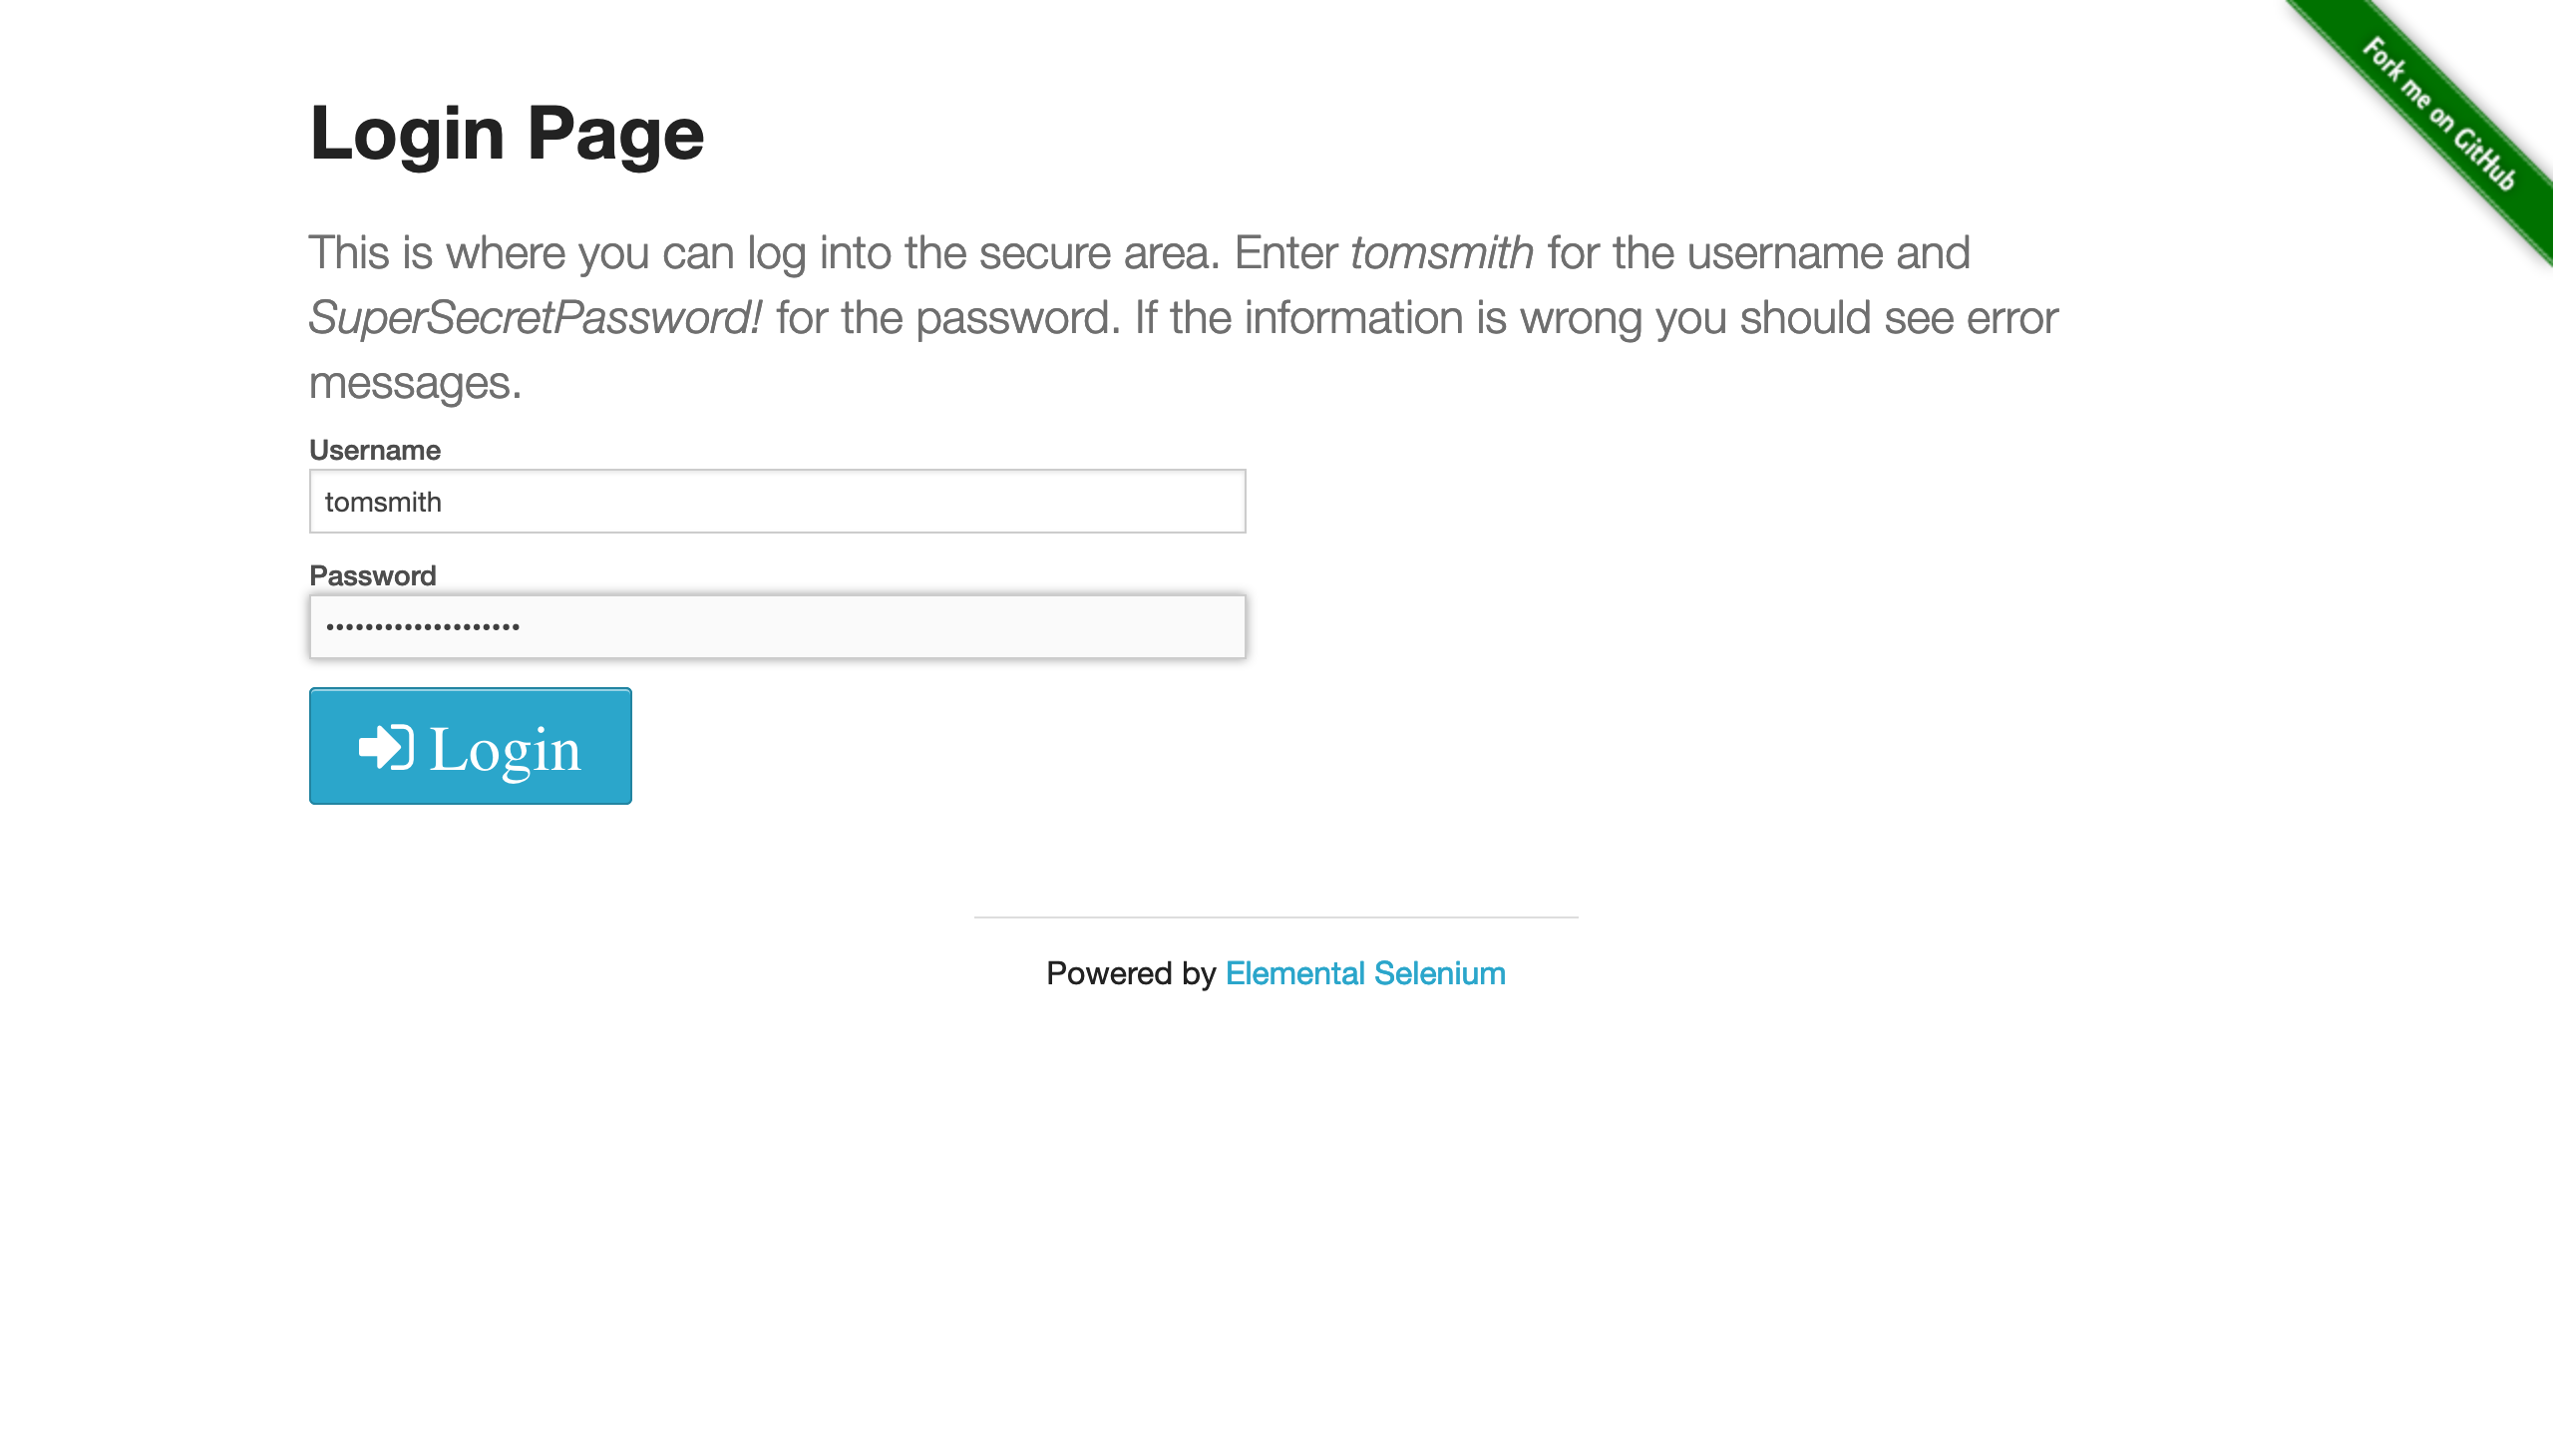 Fork me on GitHub
Login Page
This is where you can log into the secure area. Enter tomsmith for the username and
SuperSecretPassword! for the password. If the information is wrong you should see error
messages.
Username
tomsmith
Password
••••••••••••••••••••
Login
Powered by Elemental Selenium